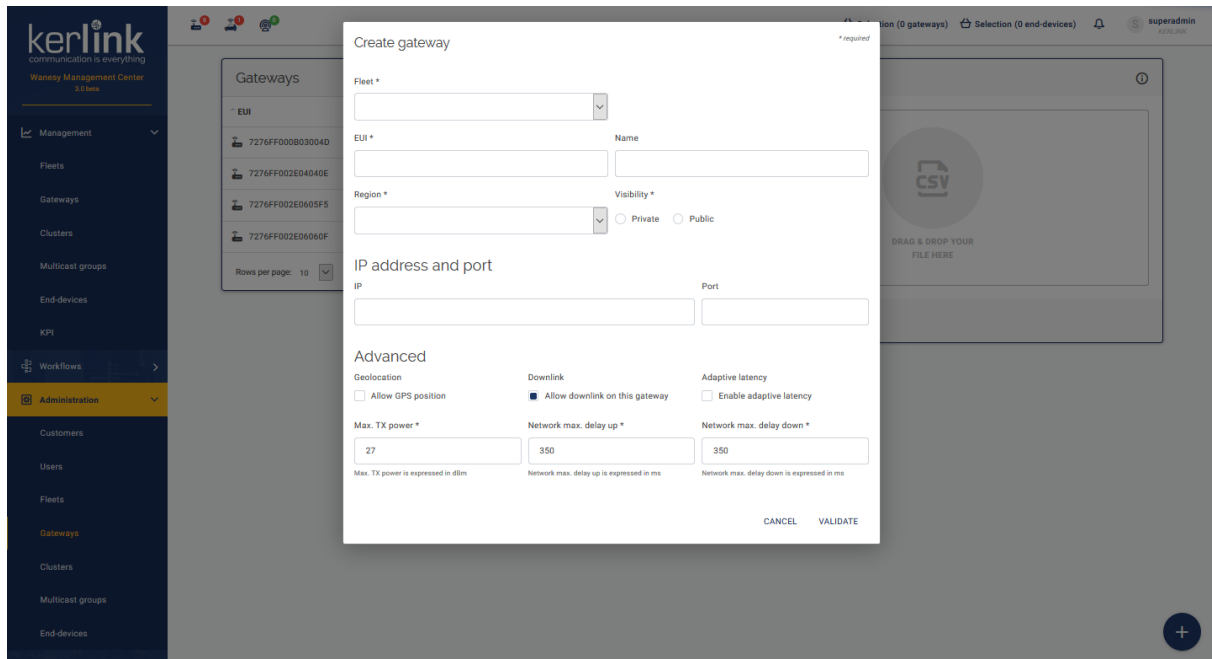 kerlink
communication is everything
Wanesy Management Center
3.0 beta
Management
Fleets
Gateways
Clusters
Multicast groups
End-devices
KPI
Workflows
Administration
Customers
Users
Fleets
Gateways
Clusters
Multicast groups
End-devices
6 1 0
tion (0 gateways) Selection (0 end-devices) S superadmin
KERLINK
Gateways
EUI
7276FF000B03004D
7276FF002E04040E
7276FF002E0605F5
7276FF002E06060F
Rows per page: 10
Create gateway * required
Fleet *
EUI * Name
Region * Visibility *
Private Public
IP address and port
IP Port
Advanced
Geolocation Downlink Adaptive latency
Allow GPS position Allow downlink on this gateway Enable adaptive latency
Max. TX power * Network max. delay up * Network max. delay down *
27 350 350
Max. TX power is expressed in dBm Network max. delay up is expressed in ms Network max. delay down is expressed in ms
CANCEL VALIDATE
CSV
DRAG & DROP YOUR
FILE HERE